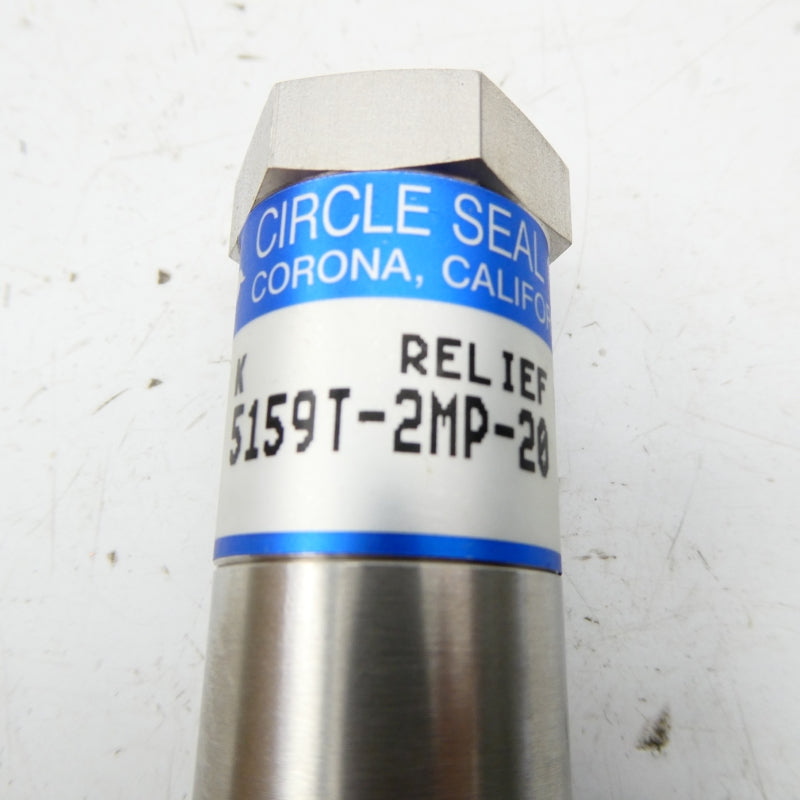 CIRCLE SEAL
CORONA, CALIFOR
K RELIEF
5159T-2MP-20